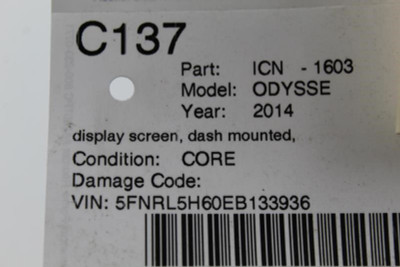 C137
Part: ICN - 1603
Model: ODYSSE
Year: 2014
display screen, dash mounted,
Condition: CORE
Damage Code:
VIN: 5FNRL5H60EB133936